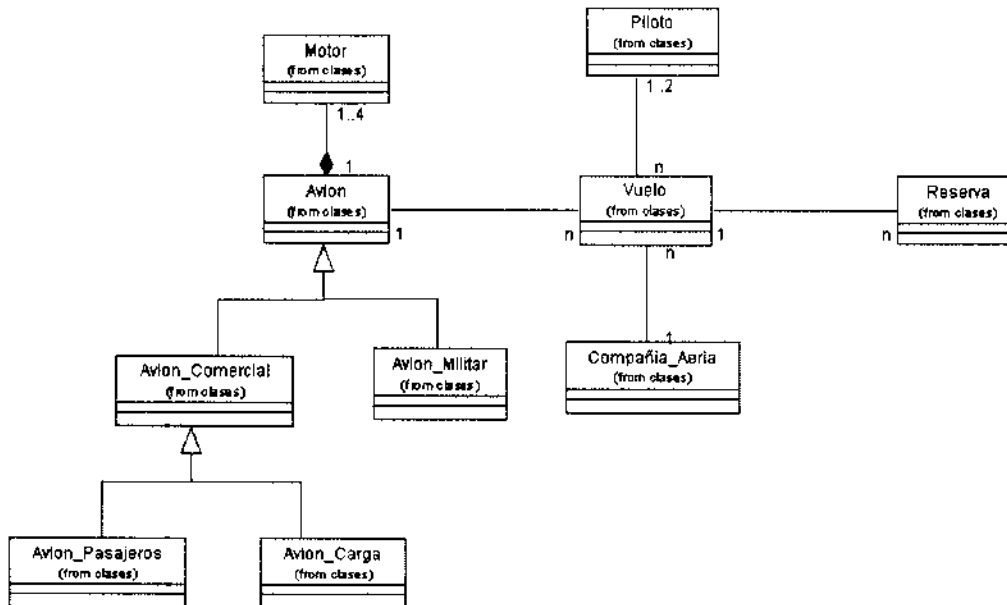 Piloto
(from clases)
1..2
Motor
(from clases)
1..4
1
n
Avion
(from clases)
1
Vuelo
(from clases)
n
1
n
Reserva
(from clases)
n
1
Compañia_Aeria
(from clases)
Avion_Comercial
(from clases)
Avion_Militar
(from clases)
Avion_Pasajeros
(from clases)
Avion_Carga
(from clases)